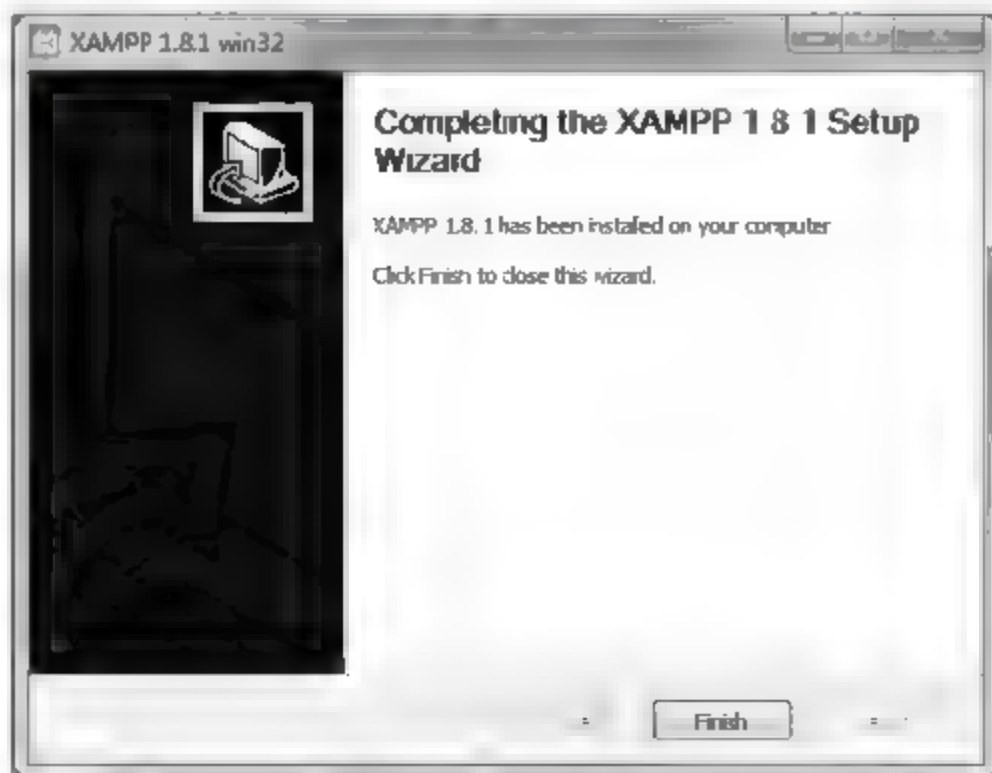 XAMPP 1.8.1 win32
Completing the XAMPP 1 8 1 Setup
Wizard
XAMPP 1.8.1 has been installed on your computer
Click Finish to close this wizard.
Finish